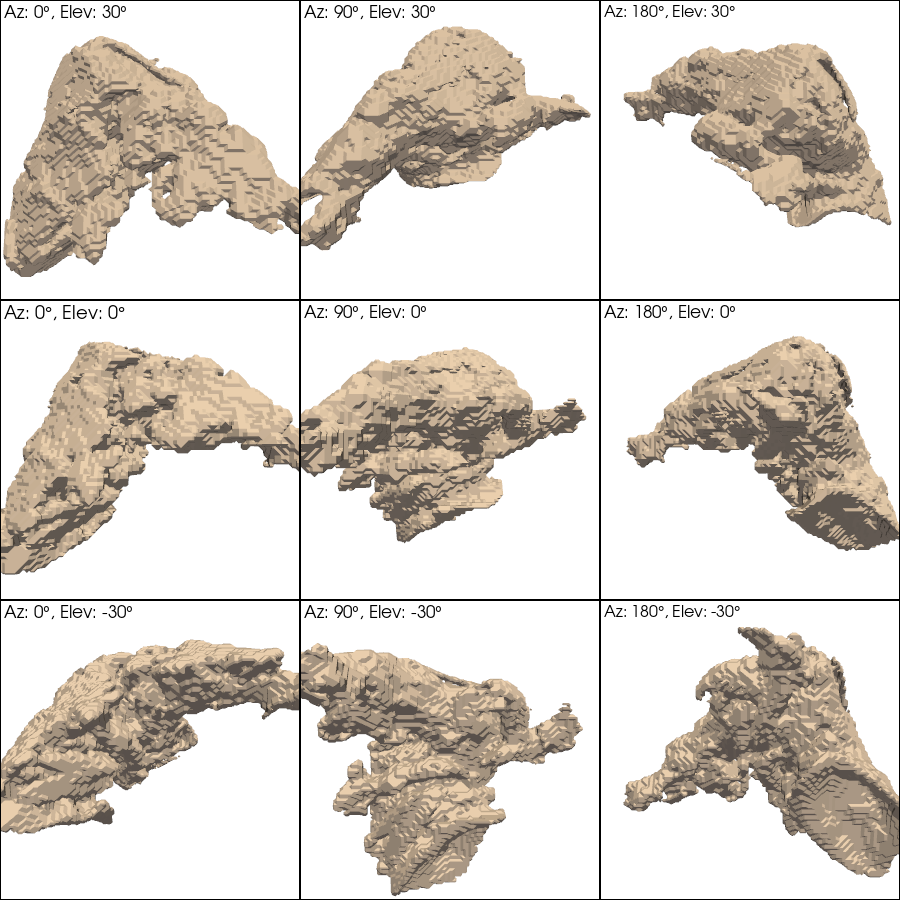 Az: 0°, Elev: 30°
Az: 90°, Elev: 30°
Az: 180°, Elev: 30°
Az: 0°, Elev: 0°
Az: 90°, Elev: 0°
Az: 180°, Elev: 0°
Az: 0°, Elev: -30°
Az: 90°, Elev: -30°
Az: 180°, Elev: -30°